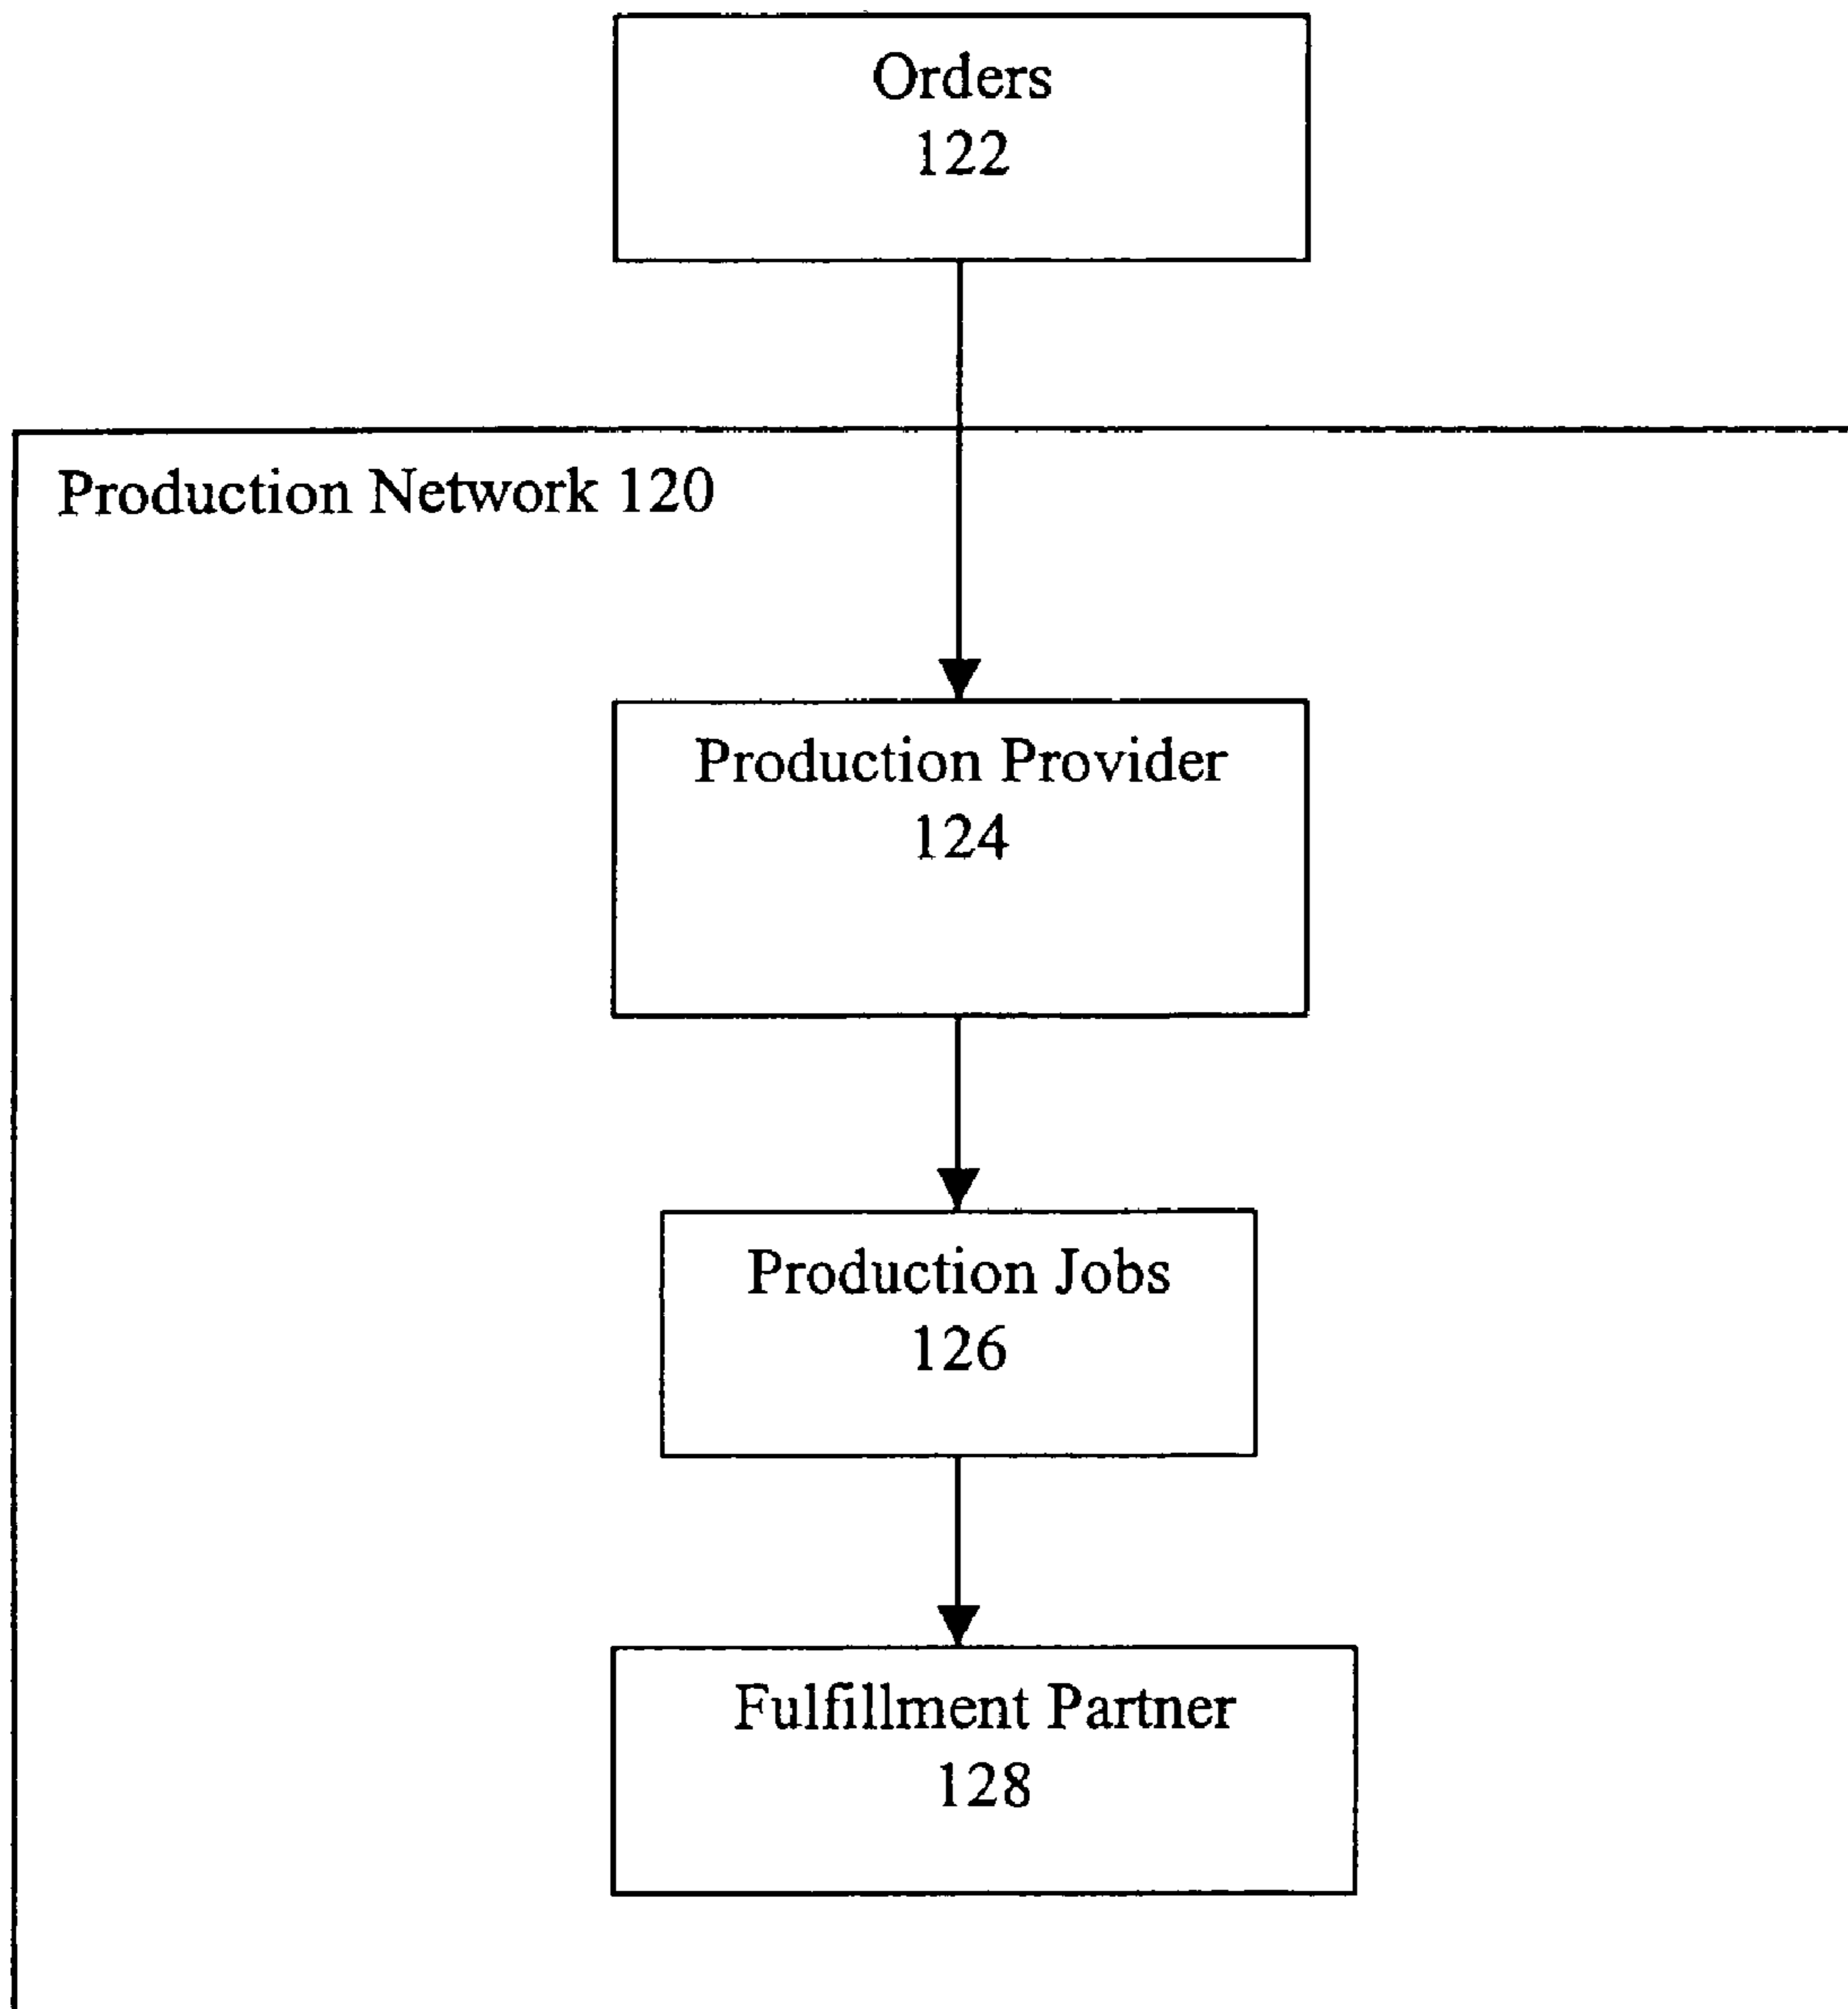 Orders
122
Production Network 120
Production Provider
124
Production Jobs
126
Fulfillment Partner
128